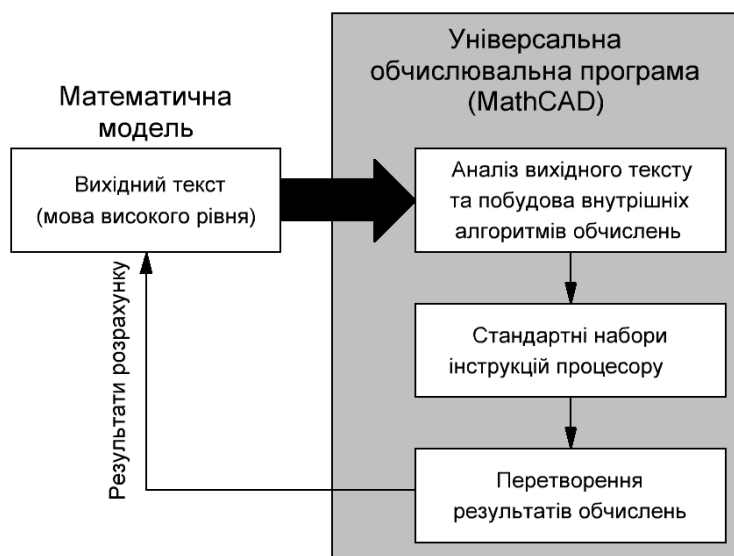 Універсальна
обчислювальна програма
(MathCAD)
Математична
модель
Вихідний текст
(мова високого рівня)
Аналіз вихідного тексту
та побудова внутрішніх
алгоритмів обчислень
Результати розрахунку
Стандартні набори
інструкцій процесору
Перетворення
результатів обчислень